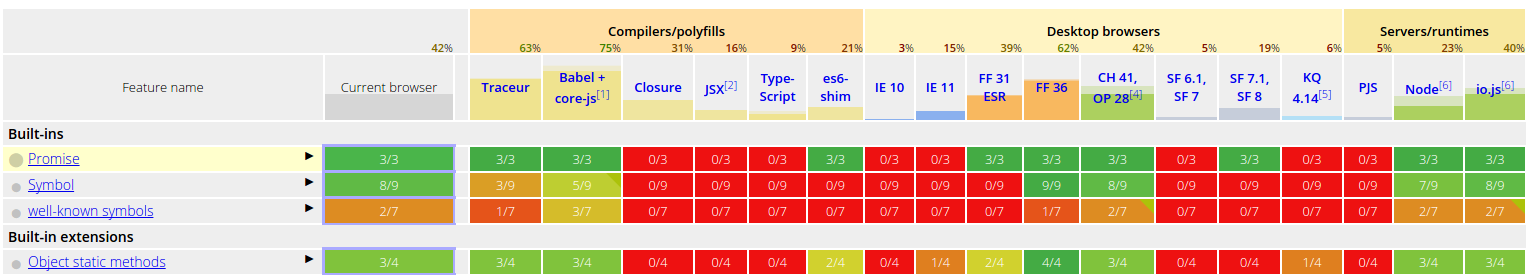 Compilers/polyfills Desktop browsers Servers/runtimes
42% 63% 75% 31% 16% 9% 21% 3% 15% 39% 62% 42% 5% 19% 6% 5% 23% 40%
Feature name Current browser Traceur Babel + core-js[1] Closure JSX[2] Type-Script es6-shim IE 10 IE 11 FF 31 ESR FF 36 CH 41, OP 28[4] SF 6.1, SF 7 SF 7.1, SF 8 KQ 4.14[5] PJS Node[6] io.js[6]
Built-ins
Promise ► 3/3 3/3 3/3 0/3 0/3 0/3 3/3 0/3 0/3 3/3 3/3 3/3 0/3 3/3 0/3 0/3 3/3 3/3
Symbol ► 8/9 3/9 5/9 0/9 0/9 0/9 0/9 0/9 0/9 0/9 9/9 8/9 0/9 0/9 0/9 0/9 7/9 8/9
well-known symbols ► 2/7 1/7 3/7 0/7 0/7 0/7 0/7 0/7 0/7 0/7 1/7 2/7 0/7 0/7 0/7 0/7 2/7 2/7
Built-in extensions
Object static methods ► 3/4 3/4 3/4 0/4 0/4 0/4 2/4 0/4 1/4 2/4 4/4 3/4 0/4 0/4 1/4 0/4 3/4 3/4